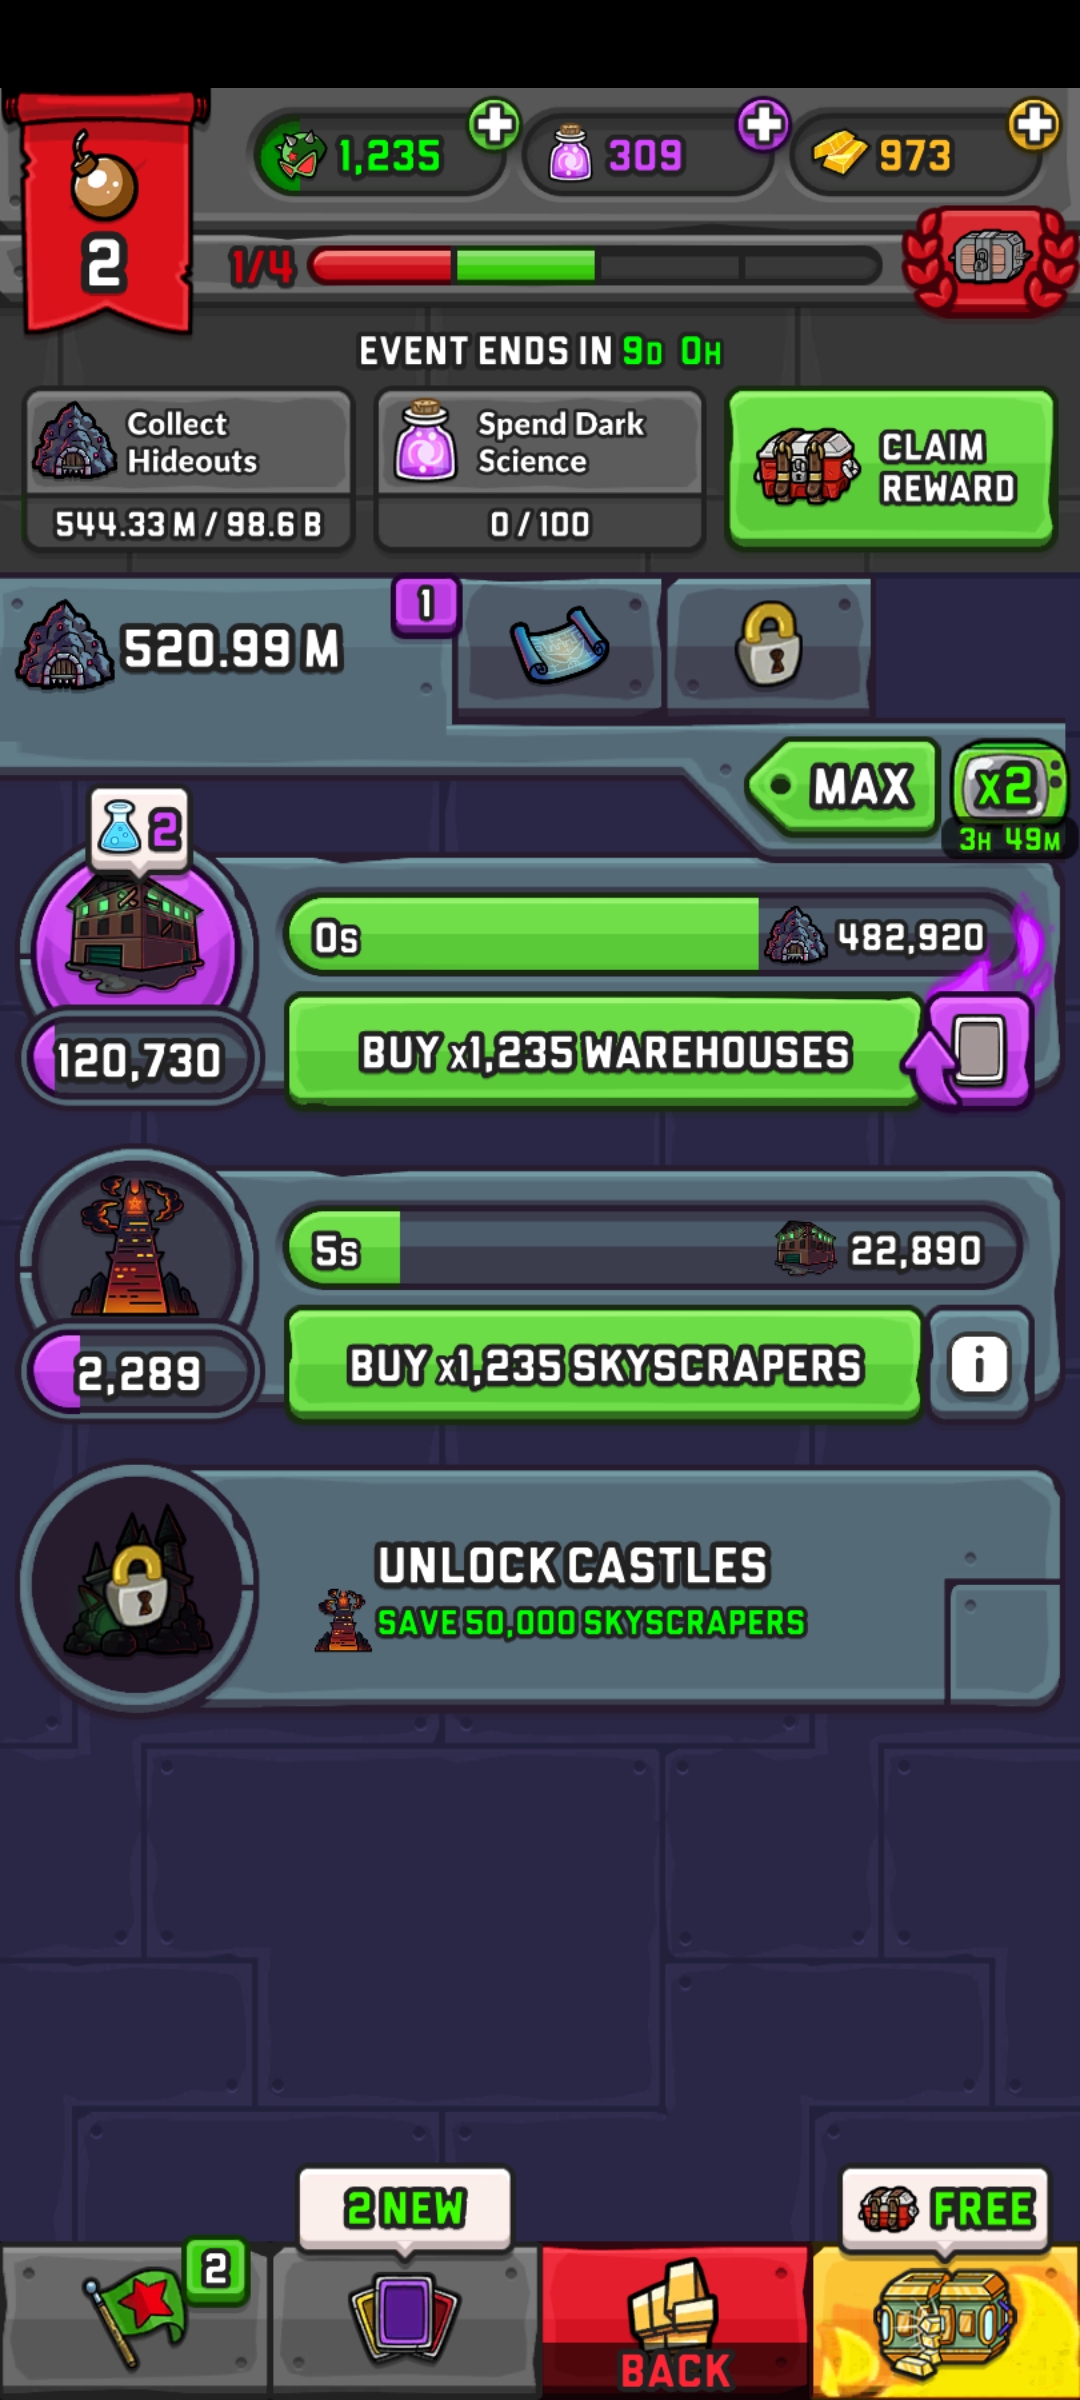 1,235
309
973
2
1/4
EVENT ENDS IN 9D 0H
Collect
Hideouts
544.33 M / 98.6 B
Spend Dark
Science
0 / 100
CLAIM
REWARD
520.99 M
1
MAX
x2
3H 49M
2
0s
482,920
120,730
BUY x1,235 WAREHOUSES
5s
22,890
2,289
BUY x1,235 SKYSCRAPERS
i
UNLOCK CASTLES
SAVE 50,000 SKYSCRAPERS
2
2 NEW
BACK
FREE